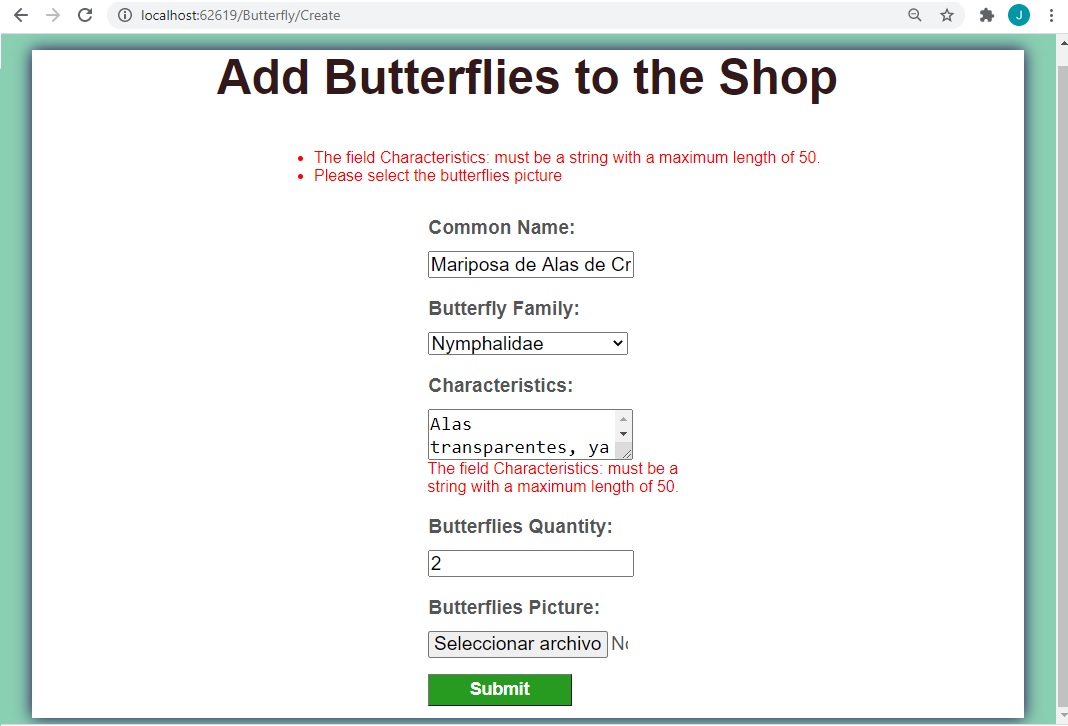 localhost:62619/Butterfly/Create
J
Add Butterflies to the Shop
The field Characteristics: must be a string with a maximum length of 50.
Please select the butterflies picture
Common Name:
Mariposa de Alas de Cr
Butterfly Family:
Nymphalidae
Characteristics:
Alas
transparentes, ya
The field Characteristics: must be a
string with a maximum length of 50.
Butterflies Quantity:
2
Butterflies Picture:
Seleccionar archivo
Submit